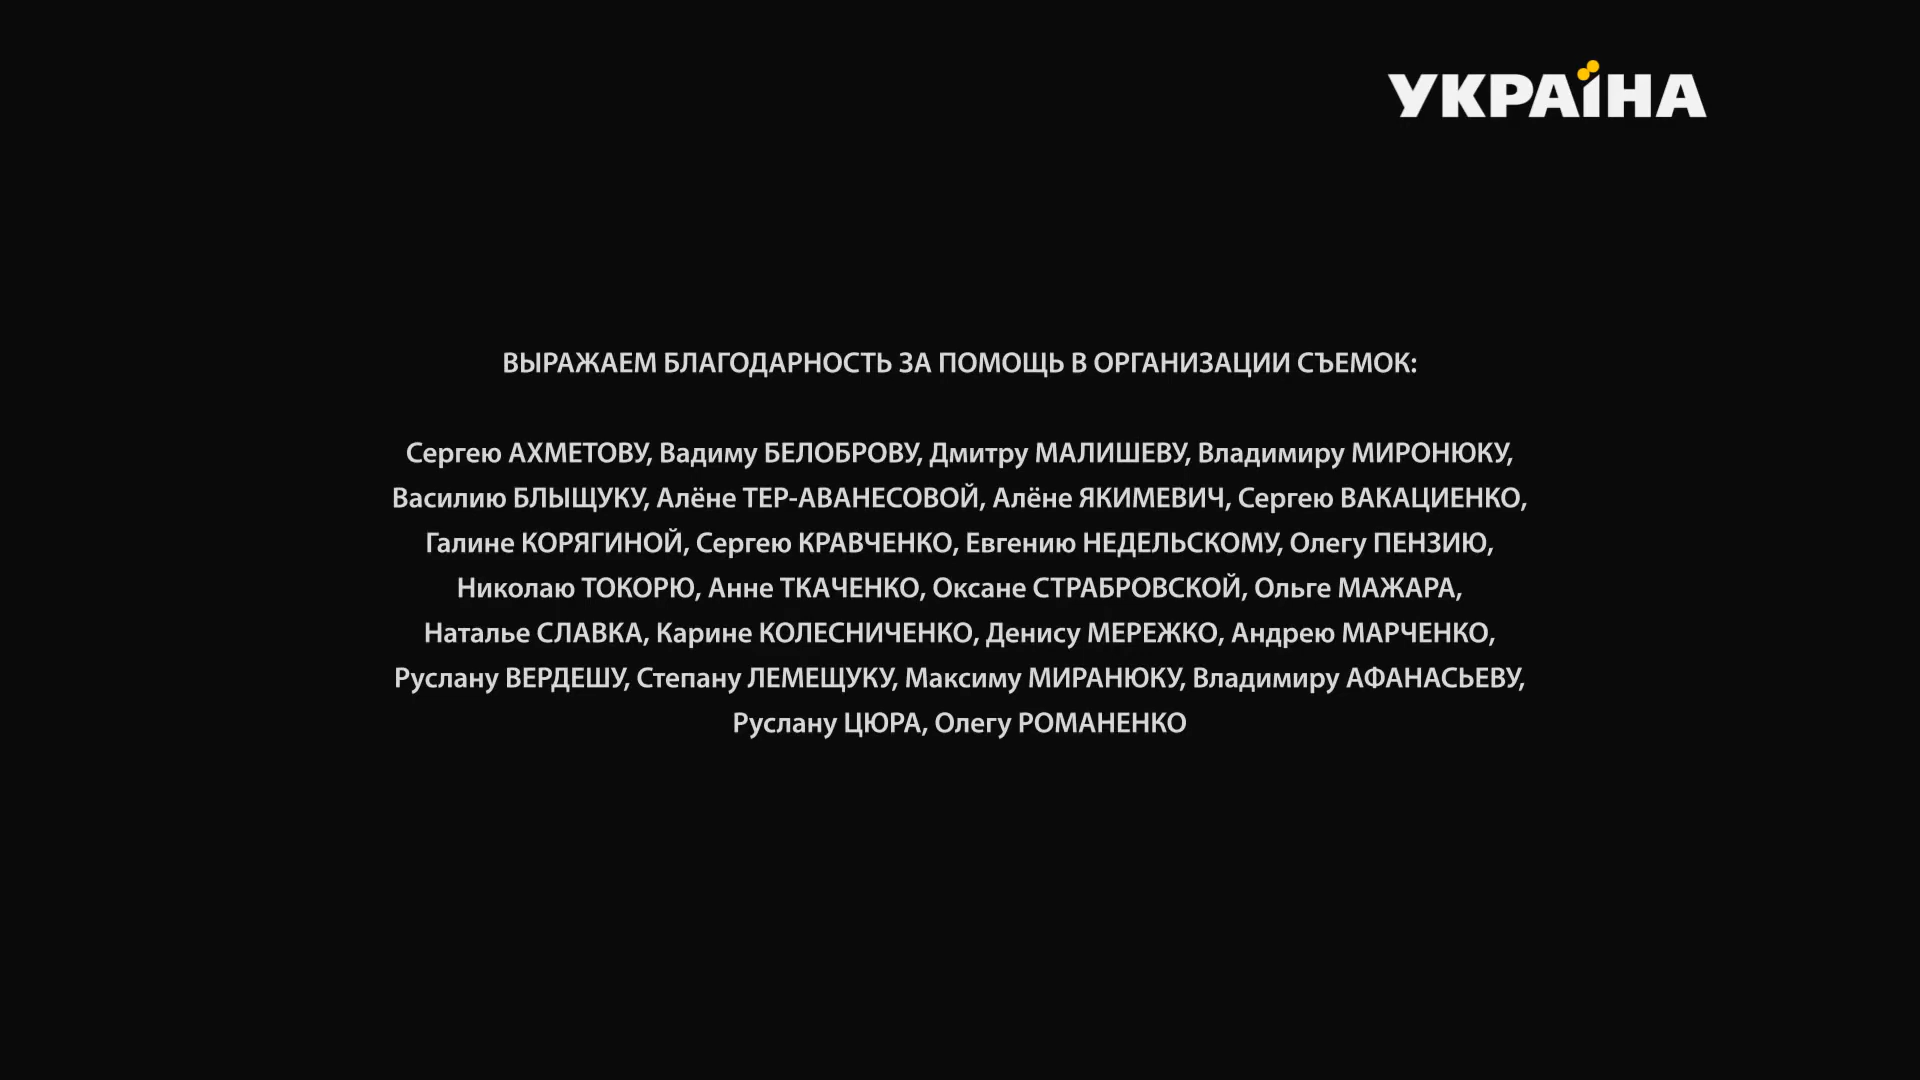 УКРАЇНА
ВЫРАЖАЕМ БЛАГОДАРНОСТЬ ЗА ПОМОЩЬ В ОРГАНИЗАЦИИ СЪЕМОК:
Сергею АХМЕТОВУ, Вадиму БЕЛОБРОВУ, Дмитру МАЛИШЕВУ, Владимиру МИРОНЮКУ,
Василию БЛЫЩУКУ, Алёне ТЕР-АВАНЕСОВОЙ, Алёне ЯКИМЕВИЧ, Сергею ВАКАЦИЕНКО,
Галине КОРЯГИНОЙ, Сергею КРАВЧЕНКО, Евгению НЕДЕЛЬСКОМУ, Олегу ПЕНЗИЮ,
Николаю ТОКОРЮ, Анне ТКАЧЕНКО, Оксане СТРАБРОВСКОЙ, Ольге МАЖАРА,
Наталье СЛАВКА, Карине КОЛЕСНИЧЕНКО, Денису МЕРЕЖКО, Андрею МАРЧЕНКО,
Руслану ВЕРДЕШУ, Степану ЛЕМЕЩУКУ, Максиму МИРАНЮКУ, Владимиру АФАНАСЬЕВУ,
Руслану ЦЮРА, Олегу РОМАНЕНКО